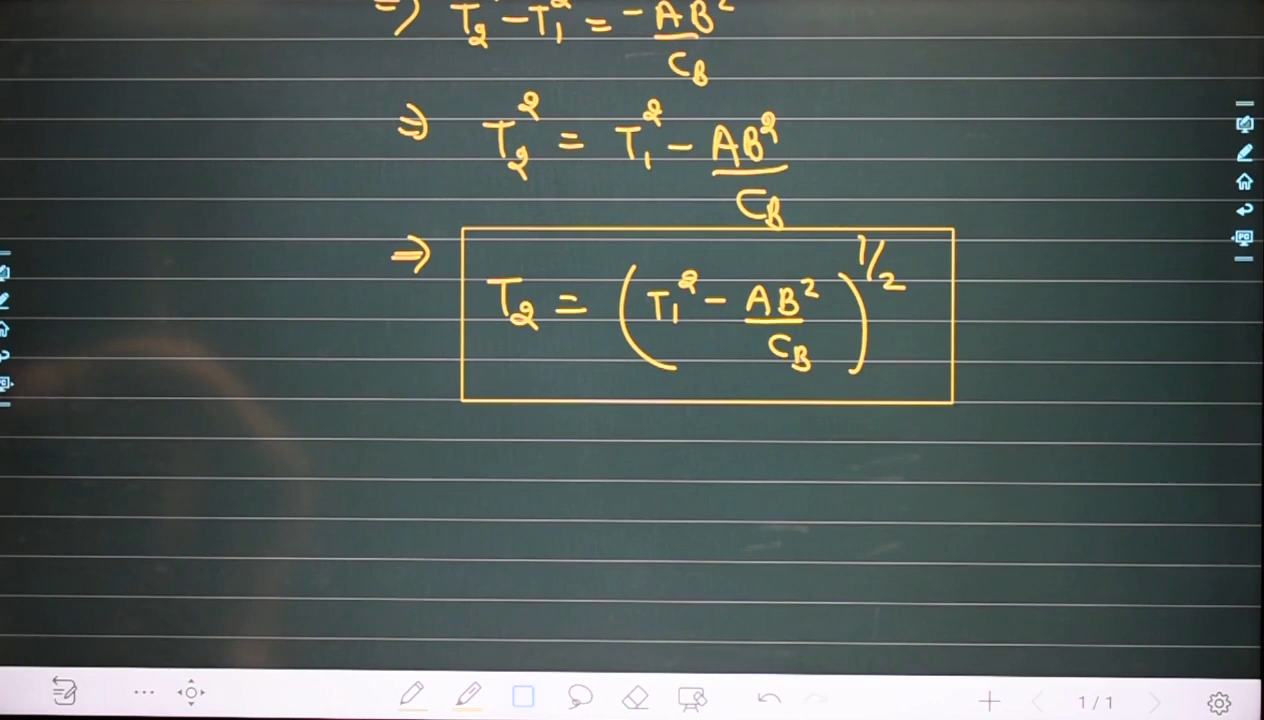 ⇒ T₂² – T₁² = – AB² / C_B
⇒ T₂² = T₁² – AB² / C_B
⇒ T₂ = ( T₁² – AB² / C_B )^1/2
1 / 1